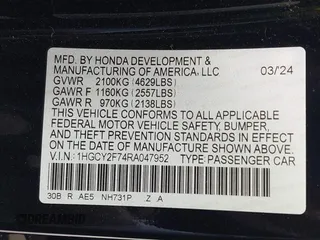 MFD. BY HONDA DEVELOPMENT &
MANUFACTURING OF AMERICA, LLC 03/24
GVWR 2100KG (4629LBS)
GAWR F 1160KG (2557LBS)
GAWR R 970KG (2138LBS)
THIS VEHICLE CONFORMS TO ALL APPLICABLE
FEDERAL MOTOR VEHICLE SAFETY, BUMPER,
AND THEFT PREVENTION STANDARDS IN EFFECT
ON THE DATE OF MANUFACTURE SHOWN ABOVE.
V.I.N.: 1HGCY2F74RA047952 TYPE PASSENGER CAR
30B R AE5 NH731P .Z .A
DREAMBID